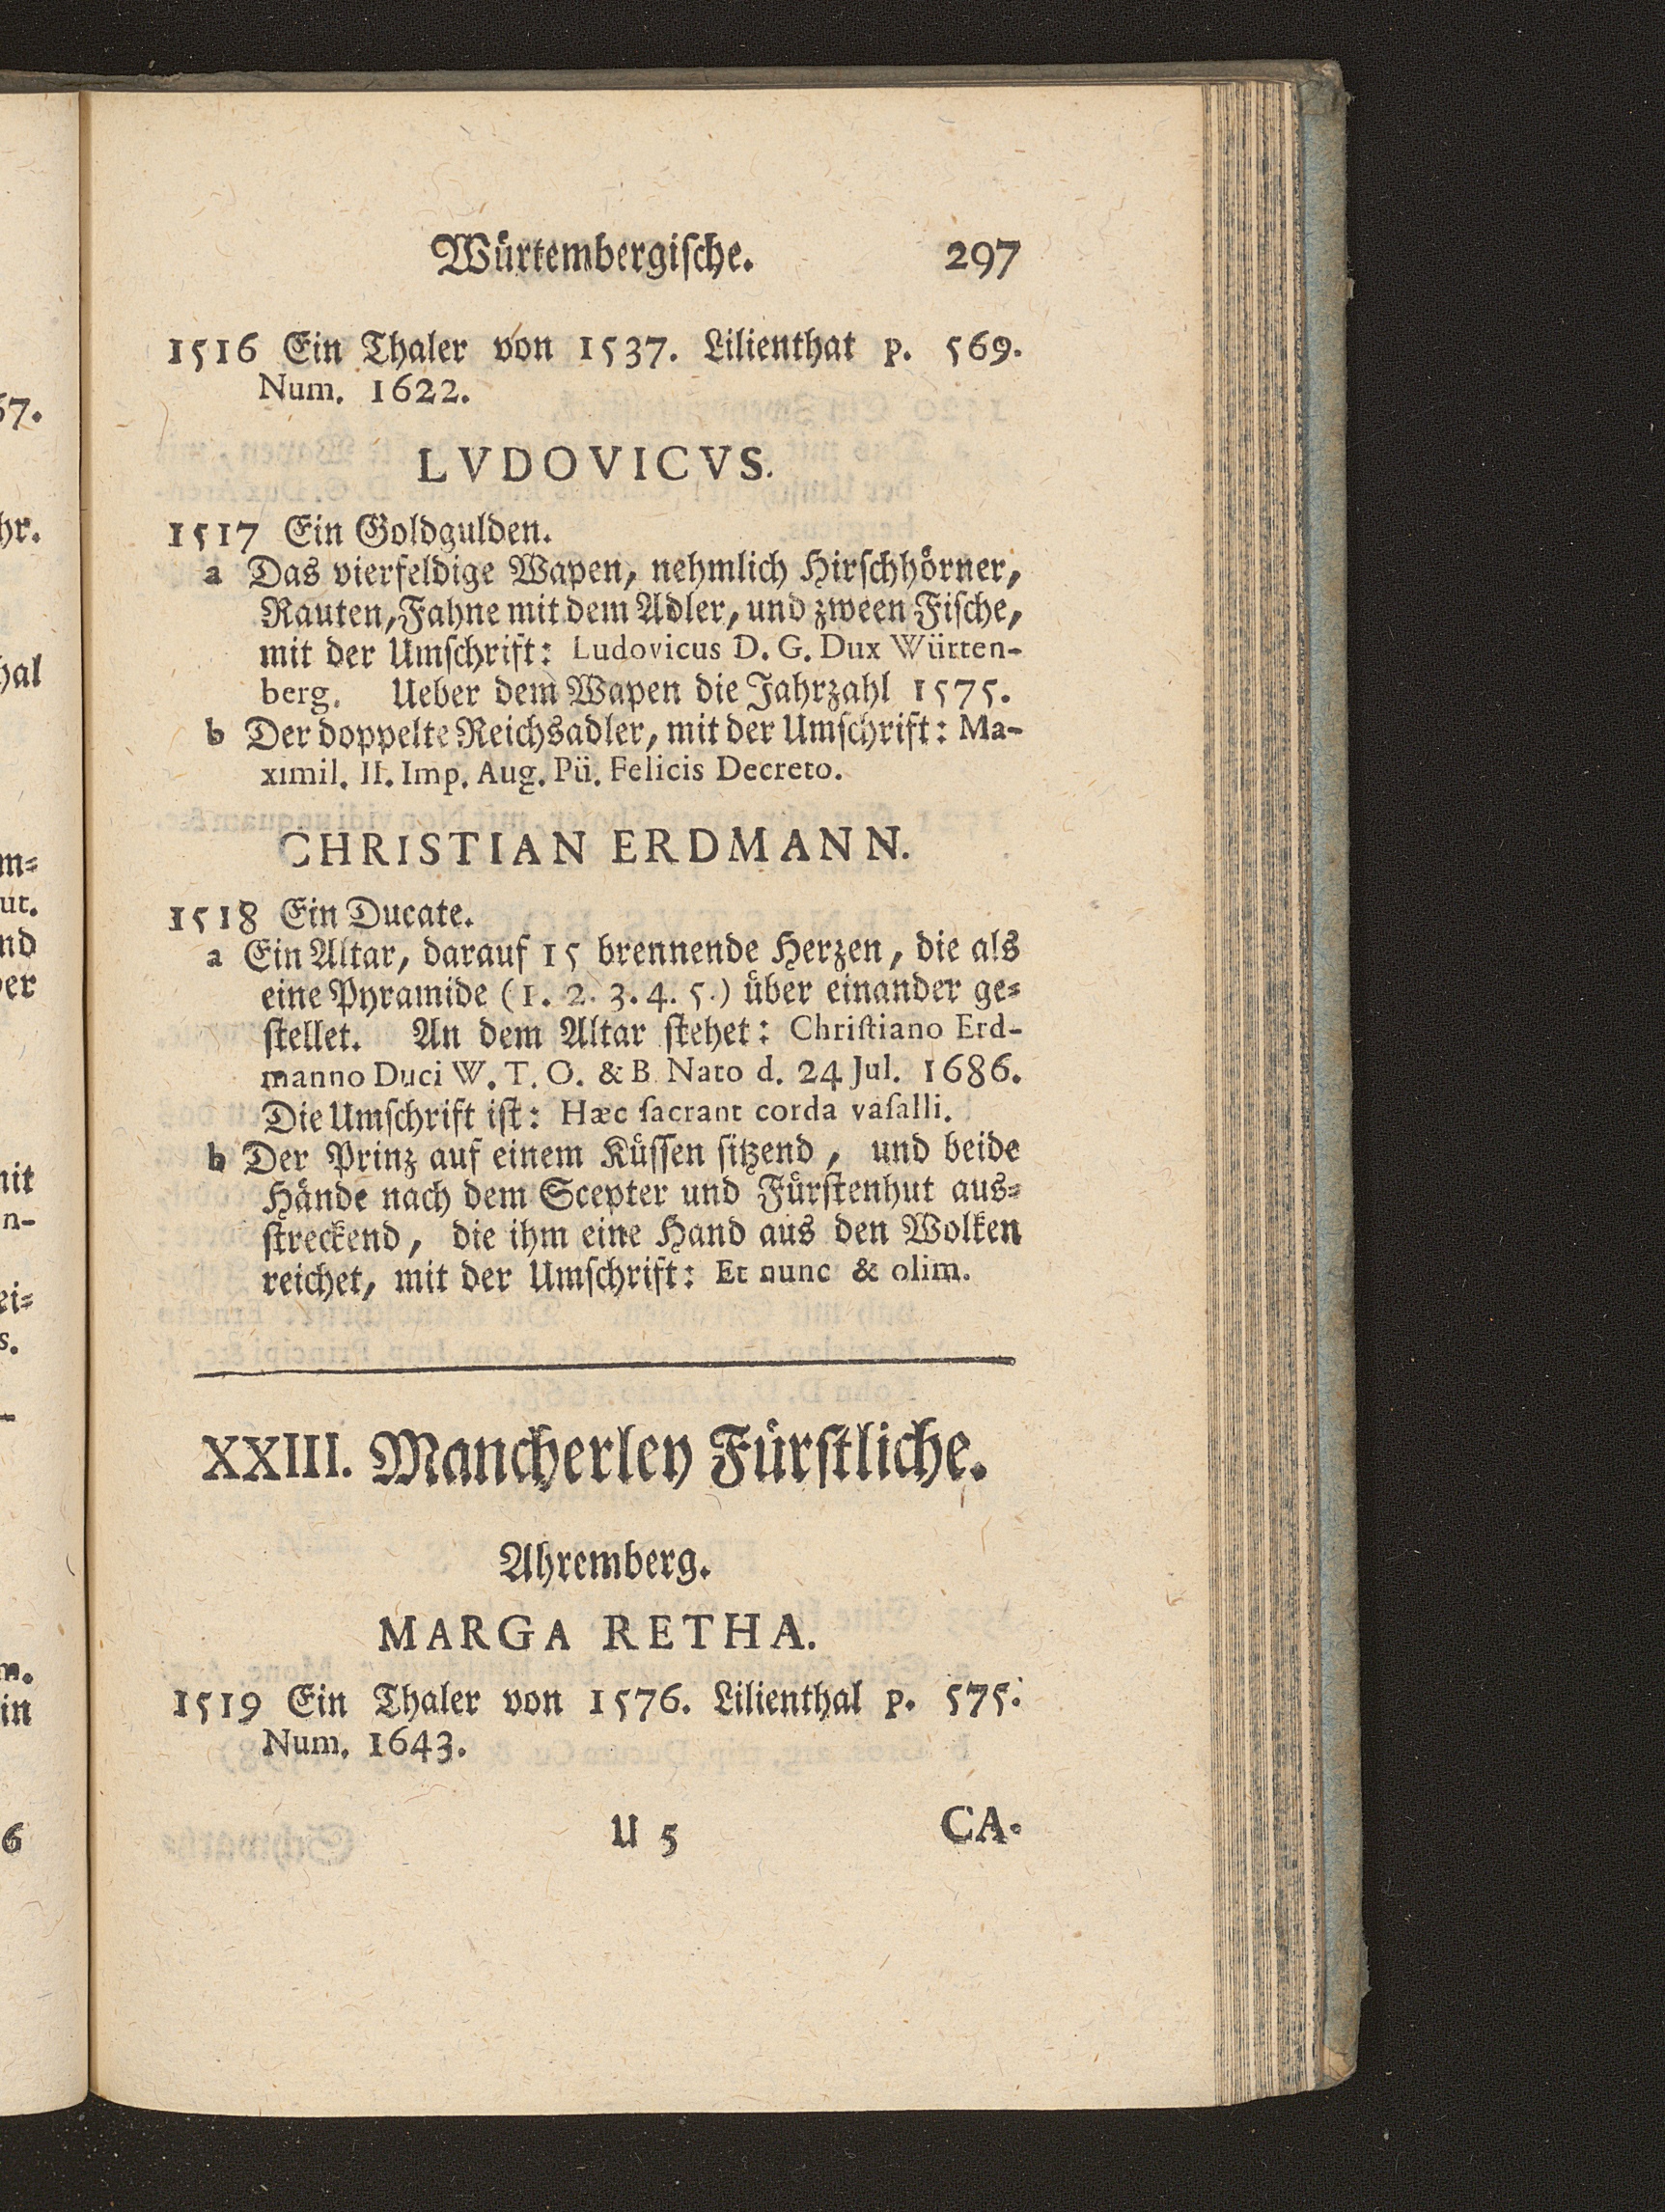 Würtembergische. 297
1516 Ein Thaler von 1537. Lilienthat p. 569.
Num. 1622.
LVDOVICVS.
1517 Ein Goldgulden.
a Das vierfeldige Wapen, nehmlich Hirſchhörner,
Rauten, Fahne mit dem Adler, und zween Fiſche,
mit der Umſchrift: Ludovicus D. G. Dux Würten-
berg. Ueber dem Wapen die Jahrzahl 1575.
b Der doppelte Reichsadler, mit der Umſchrift: Ma-
ximil. II. Imp. Aug. Pü. Felicis Decreto.
CHRISTIAN ERDMANN.
1518 Ein Ducate.
a Ein Altar, darauf 15 brennende Herzen, die als
eine Pyramide (1. 2. 3. 4. 5.) über einander ge-
ſtellet. An dem Altar ſtehet: Chriſtiano Erd-
manno Duci W. T. O. & B. Nato d. 24 Jul. 1686.
Die Umſchrift iſt: Hæc ſacrant corda vaſalli.
b Der Prinz auf einem Küſſen ſitzend, und beide
Hände nach dem Scepter und Fürſtenhut aus-
ſtreckend, die ihm eine Hand aus den Wolken
reichet, mit der Umſchrift: Et nunc & olim.
XXIII. Mancherley Fürſtliche.
Ahremberg.
MARGA RETHA.
1519 Ein Thaler von 1576. Lilienthal p. 575.
Num. 1643.
U 5 CA-